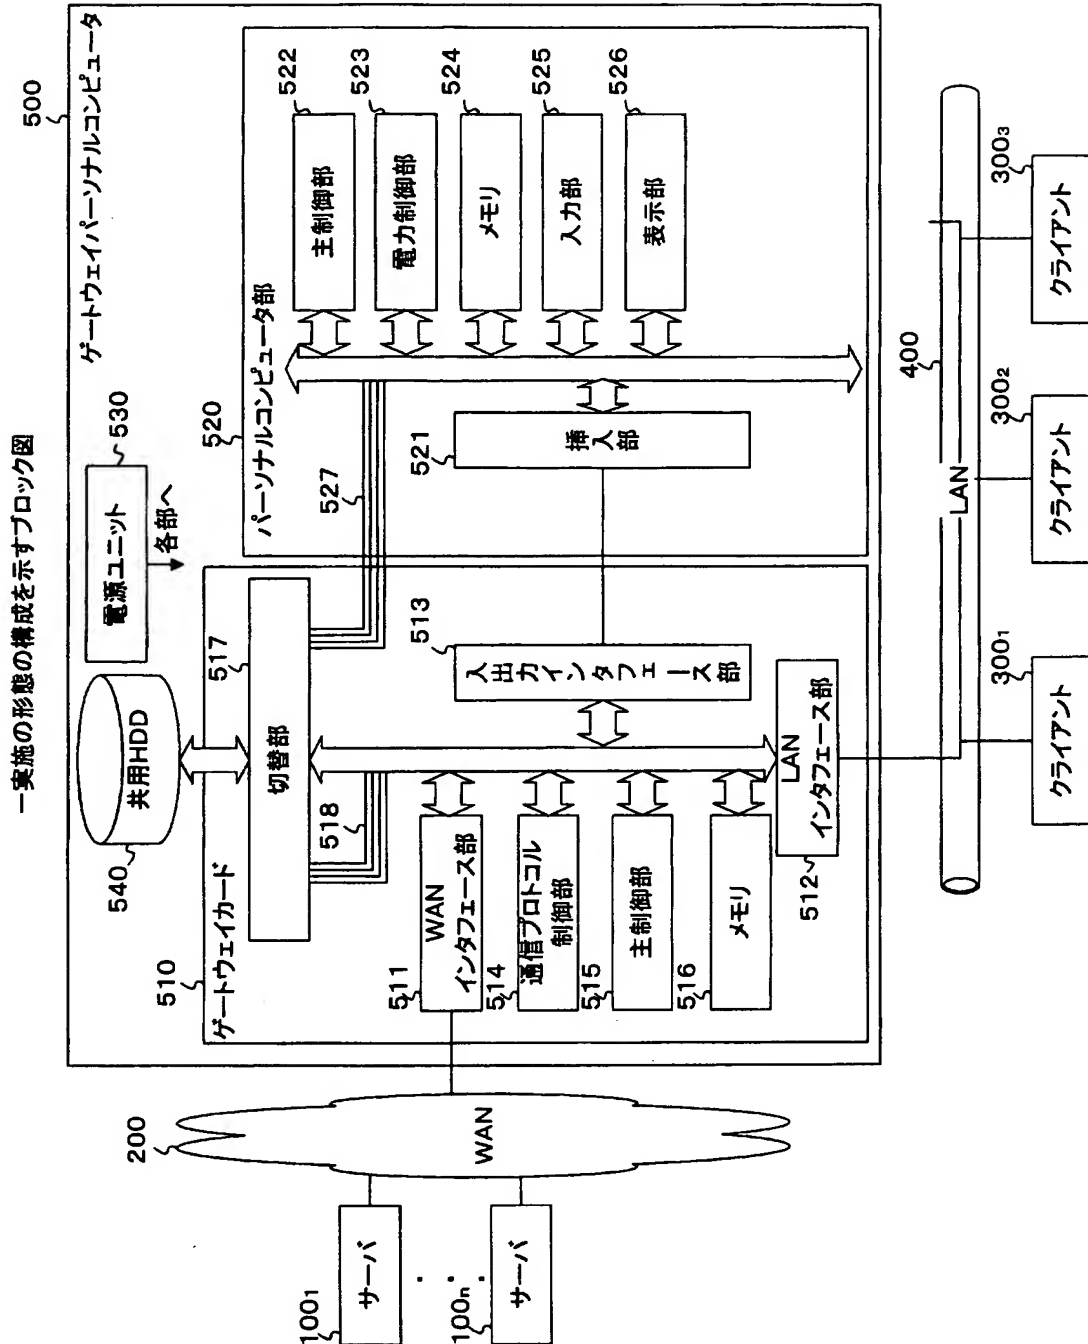 一実施の形態の構成を示すブロック図
500
ゲートウェイパーソナルコンピュータ
540
共用HDD
電源ユニット
530
各部へ
510
ゲートウェイカード
517
切替部
518
527
511
WAN
インタフェース部
514
通信プロトコル
制御部
515
主制御部
516
メモリ
512
LAN
インタフェース部
513
入出力インタフェース部
520
パーソナルコンピュータ部
521
挿入部
522
主制御部
523
電力制御部
524
メモリ
525
入力部
526
表示部
200
WAN
100₁
サーバ
100ₙ
サーバ
400
LAN
300₁
クライアント
300₂
クライアント
300₃
クライアント